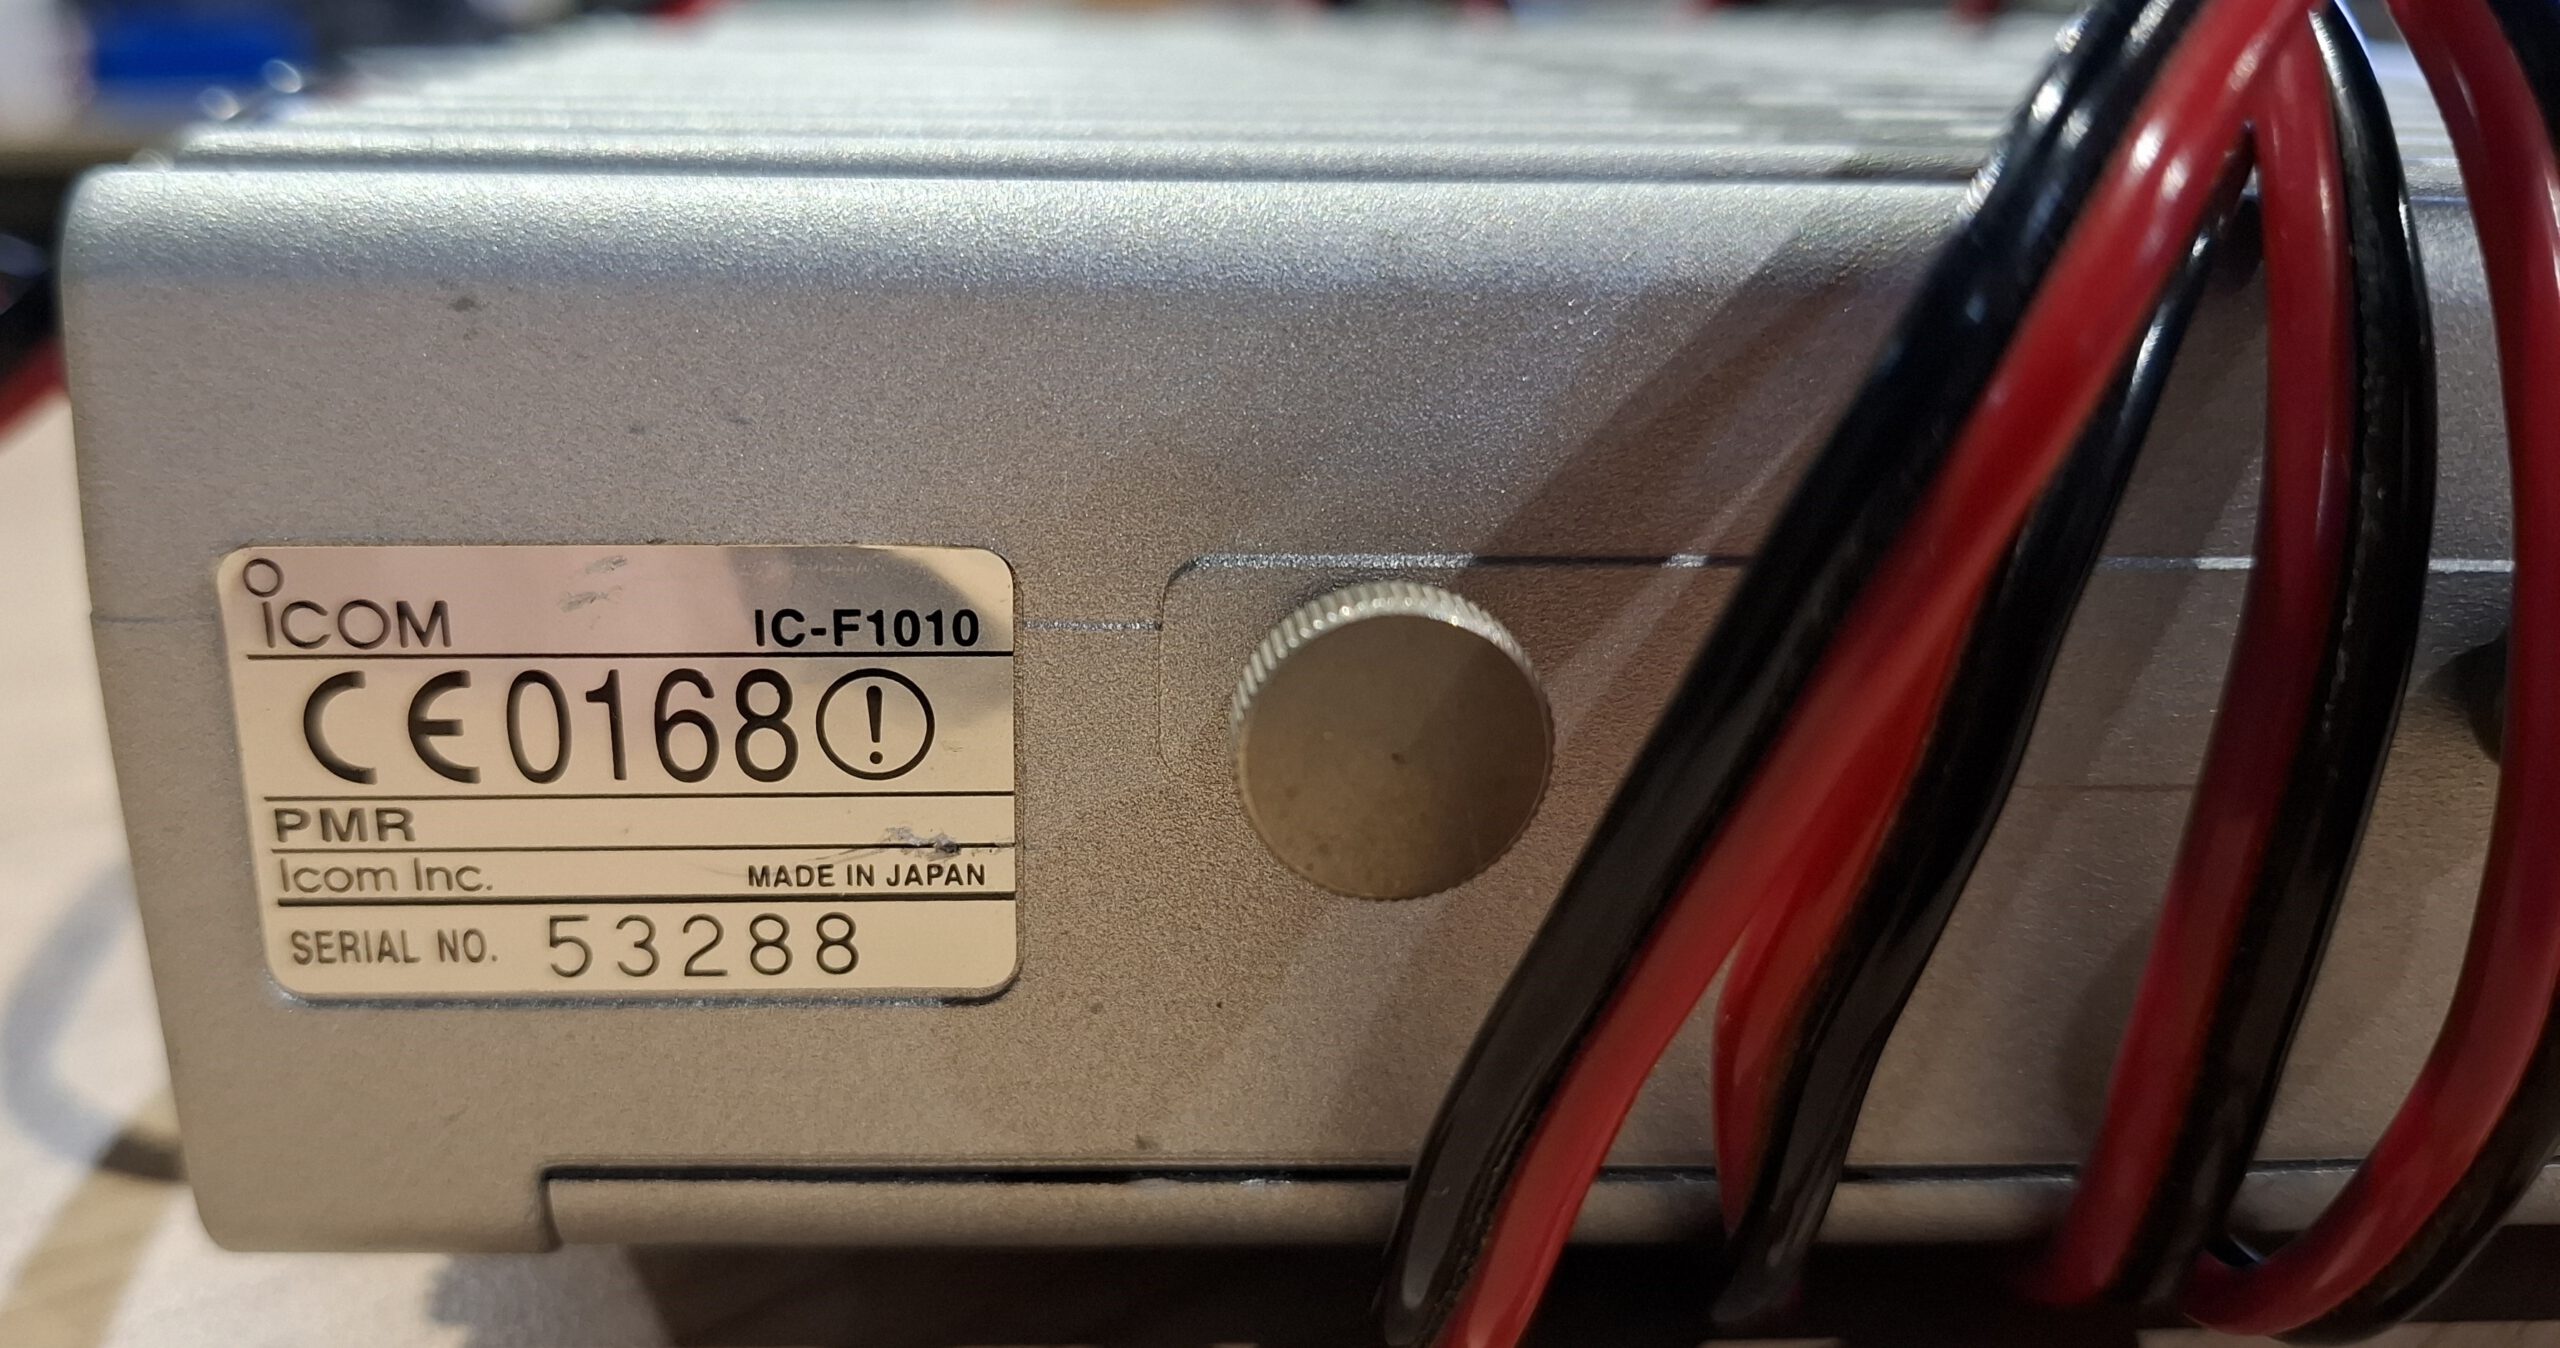 iCOM IC-F1010
CE0168!
PMR
Icom Inc. MADE IN JAPAN
SERIAL NO. 53288